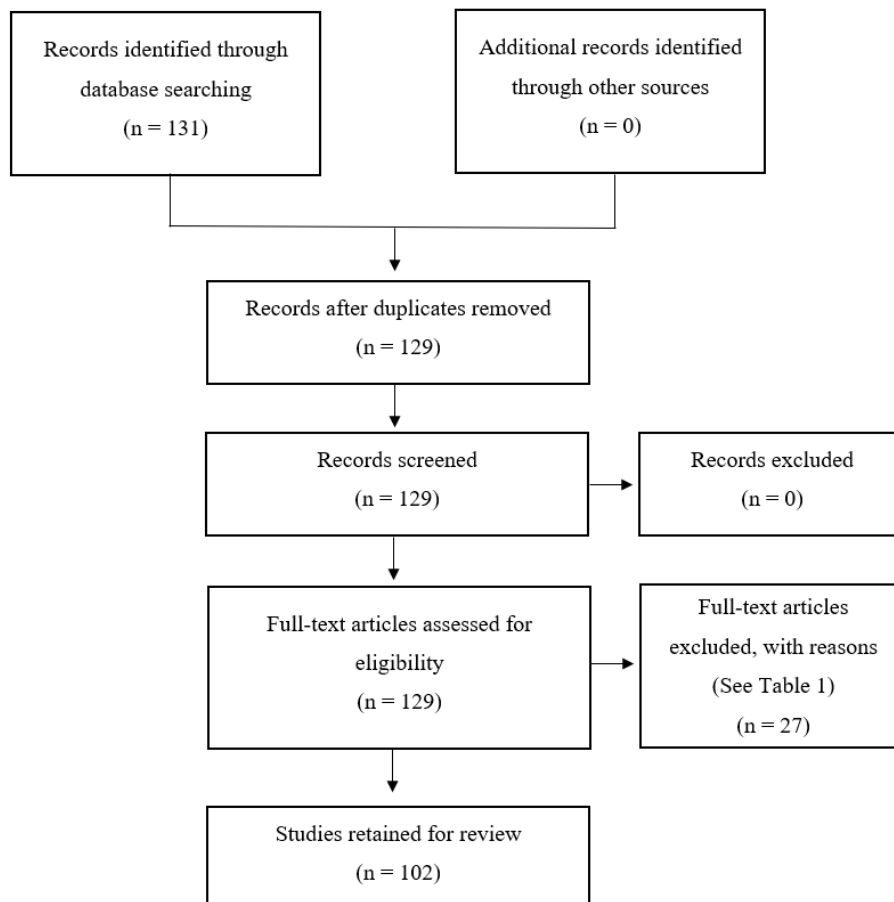 Records identified through
database searching
(n = 131)
Additional records identified
through other sources
(n = 0)
Records after duplicates removed
(n = 129)
Records screened
(n = 129)
Records excluded
(n = 0)
Full-text articles assessed for
eligibility
(n = 129)
Full-text articles
excluded, with reasons
(See Table 1)
(n = 27)
Studies retained for review
(n = 102)